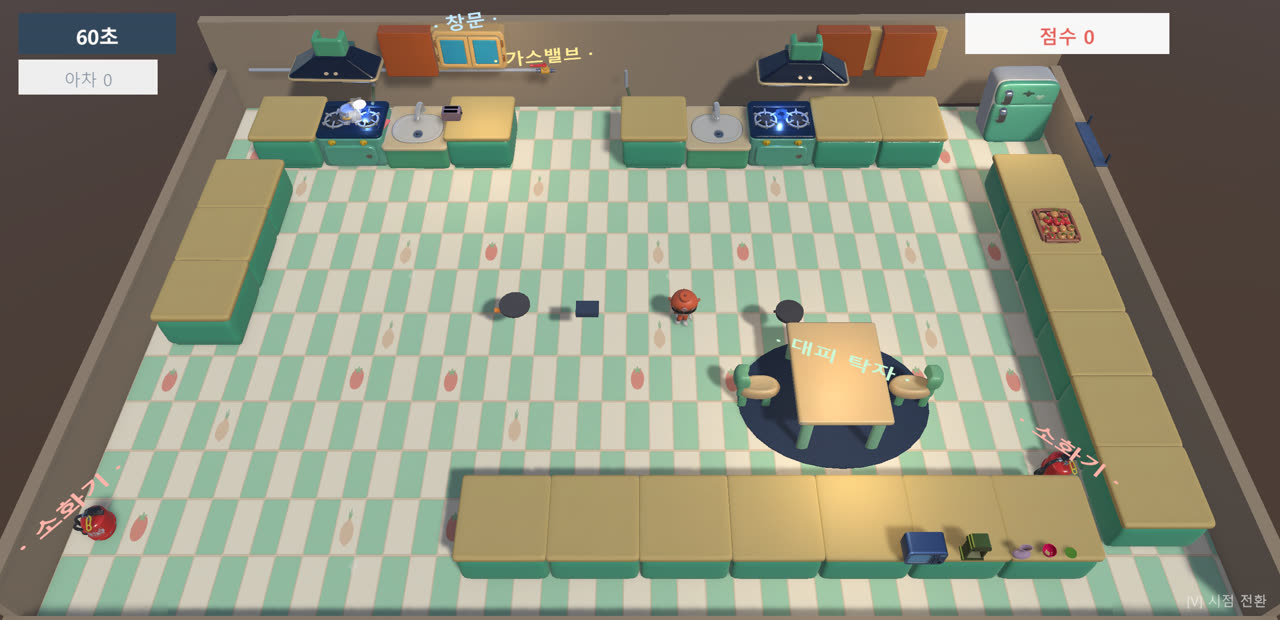 60초
아차 0
· 창문 ·
가스밸브 ·
점수 0
· 대피 탁자 ·
· 소화기 ·
· 소화기 ·
[V] 시점 전환